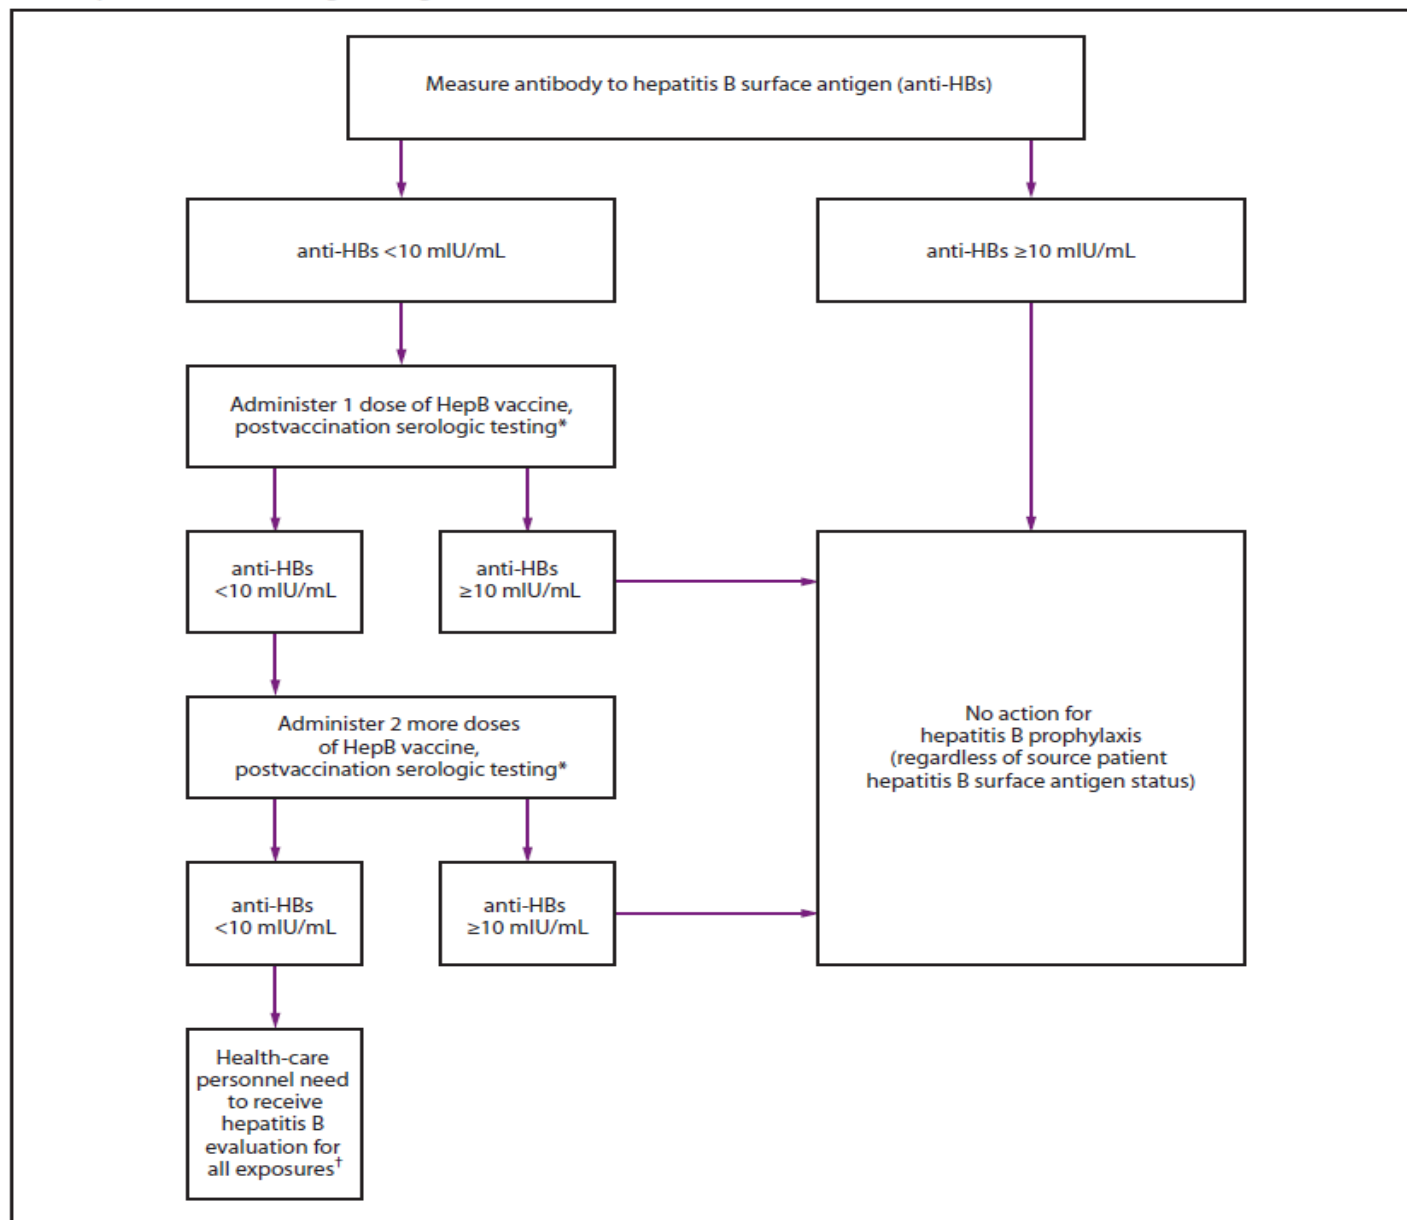 Measure antibody to hepatitis B surface antigen (anti-HBs)
anti-HBs <10 mIU/mL
anti-HBs ≥10 mIU/mL
Administer 1 dose of HepB vaccine,
postvaccination serologic testing*
anti-HBs
<10 mIU/mL
anti-HBs
≥10 mIU/mL
Administer 2 more doses
of HepB vaccine,
postvaccination serologic testing*
No action for
hepatitis B prophylaxis
(regardless of source patient
hepatitis B surface antigen status)
anti-HBs
<10 mIU/mL
anti-HBs
≥10 mIU/mL
Health-care
personnel need
to receive
hepatitis B
evaluation for
all exposures†